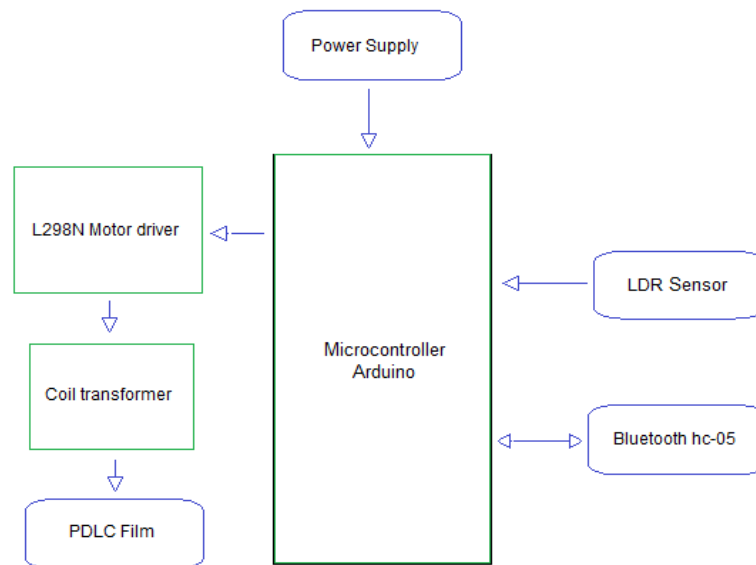 Power Supply
L298N Motor driver
LDR Sensor
Microcontroller
Arduino
Coil transformer
Bluetooth hc-05
PDLC Film